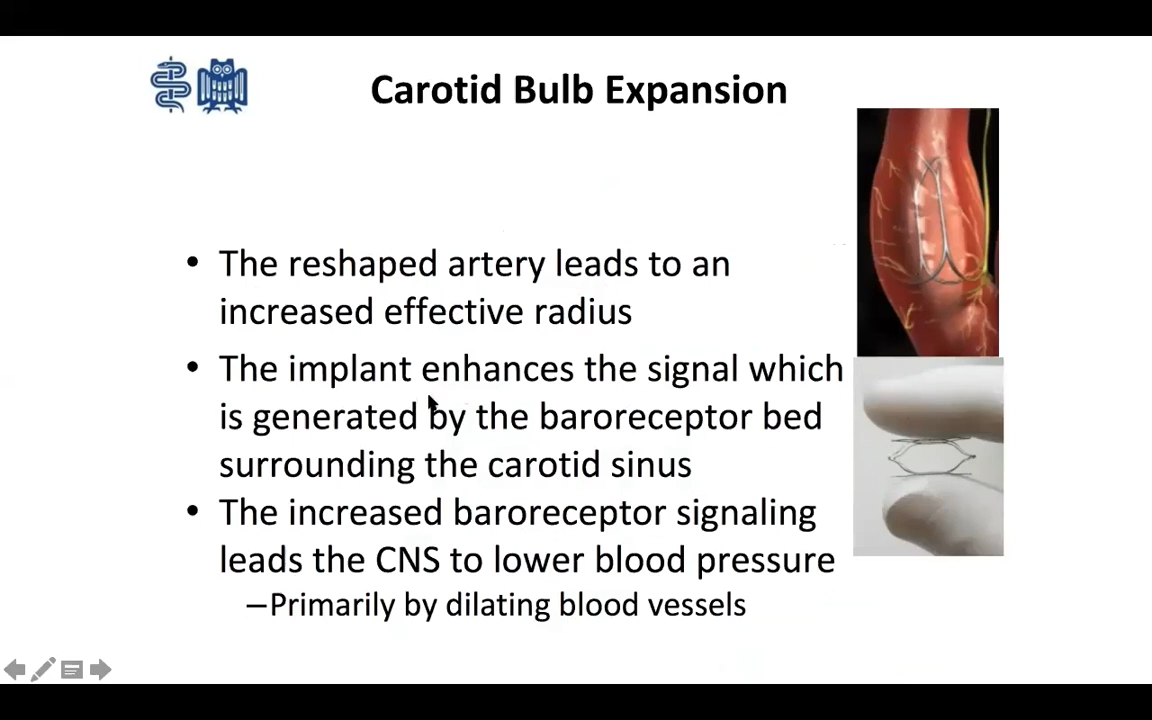 Carotid Bulb Expansion
• The reshaped artery leads to an
increased effective radius
• The implant enhances the signal which
is generated by the baroreceptor bed
surrounding the carotid sinus
• The increased baroreceptor signaling
leads the CNS to lower blood pressure
–Primarily by dilating blood vessels